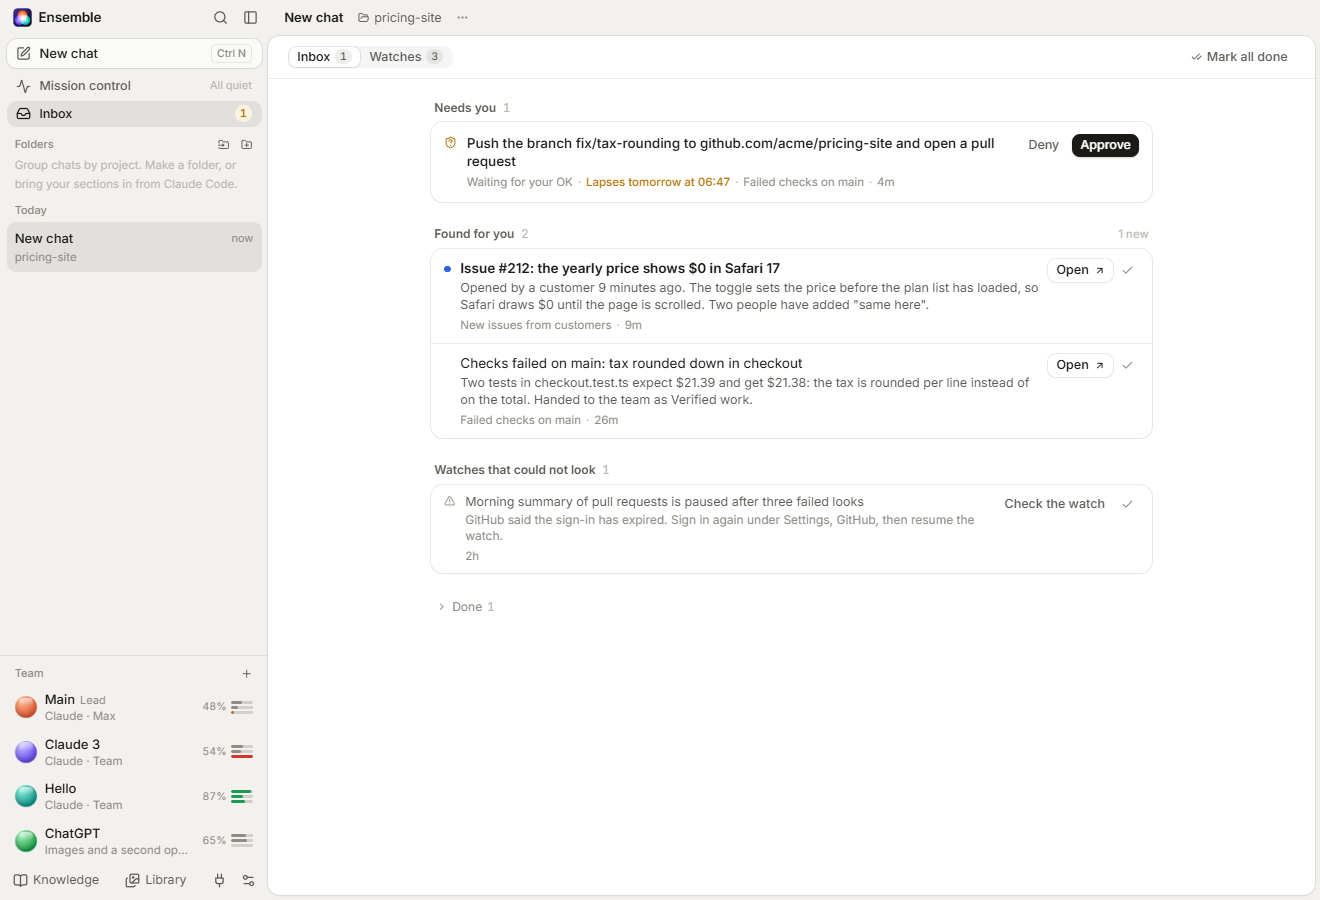 Ensemble
New chat
Ctrl N
Mission control
All quiet
Inbox
1
Folders
Group chats by project. Make a folder, or
bring your sections in from Claude Code.
Today
New chat
now
pricing-site
Team
Main Lead
Claude · Max
48%
Claude 3
Claude · Team
54%
Hello
Claude · Team
87%
ChatGPT
Images and a second op...
65%
Knowledge
Library
New chat
pricing-site
Inbox 1
Watches 3
Mark all done
Needs you 1
Push the branch fix/tax-rounding to github.com/acme/pricing-site and open a pull
request
Waiting for your OK · Lapses tomorrow at 06:47 · Failed checks on main · 4m
Deny
Approve
Found for you 2
1 new
Issue #212: the yearly price shows $0 in Safari 17
Opened by a customer 9 minutes ago. The toggle sets the price before the plan list has loaded, so
Safari draws $0 until the page is scrolled. Two people have added "same here".
New issues from customers · 9m
Open
Checks failed on main: tax rounded down in checkout
Two tests in checkout.test.ts expect $21.39 and get $21.38: the tax is rounded per line instead of
on the total. Handed to the team as Verified work.
Failed checks on main · 26m
Open
Watches that could not look 1
Morning summary of pull requests is paused after three failed looks
GitHub said the sign-in has expired. Sign in again under Settings, GitHub, then resume the
watch.
2h
Check the watch
Done 1